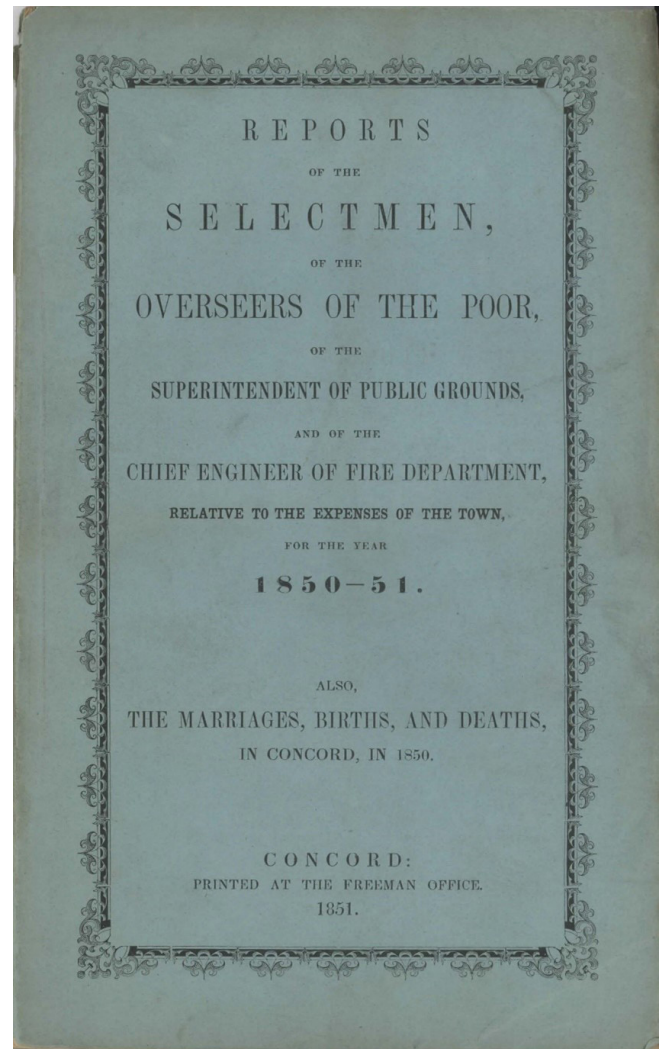 REPORTS
OF THE
SELECTMEN,
OF THE
OVERSEERS OF THE POOR,
OF THE
SUPERINTENDENT OF PUBLIC GROUNDS,
AND OF THE
CHIEF ENGINEER OF FIRE DEPARTMENT,
RELATIVE TO THE EXPENSES OF THE TOWN,
FOR THE YEAR
1850–51.
ALSO,
THE MARRIAGES, BIRTHS, AND DEATHS,
IN CONCORD, IN 1850.
CONCORD:
PRINTED AT THE FREEMAN OFFICE.
1851.